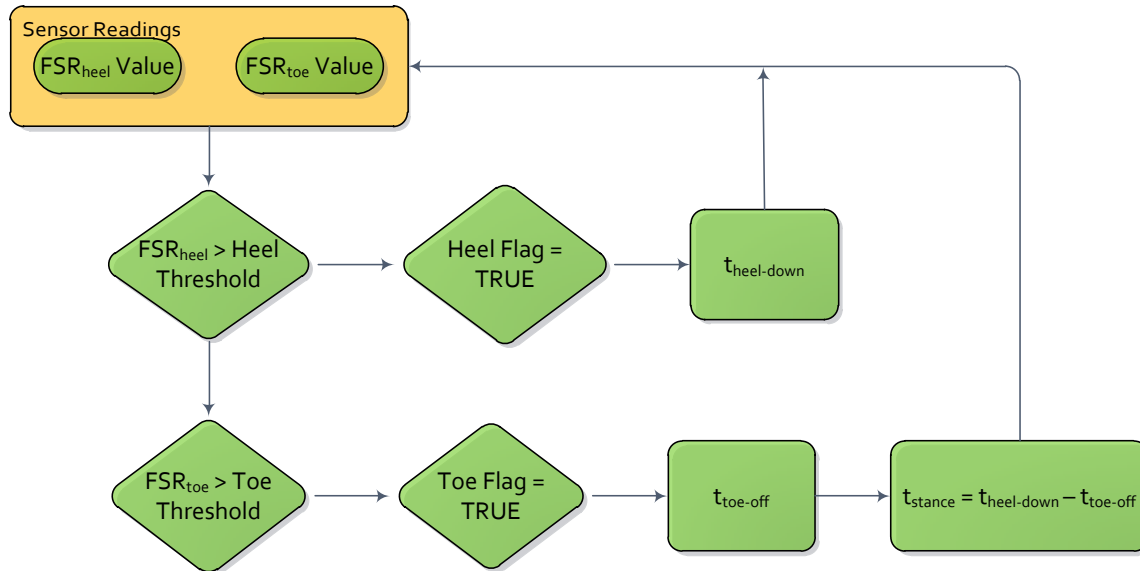 Sensor Readings
FSRheel Value
FSRtoe Value
FSRheel > Heel
Threshold
Heel Flag =
TRUE
theel-down
FSRtoe > Toe
Threshold
Toe Flag =
TRUE
ttoe-off
tstance = theel-down – ttoe-off